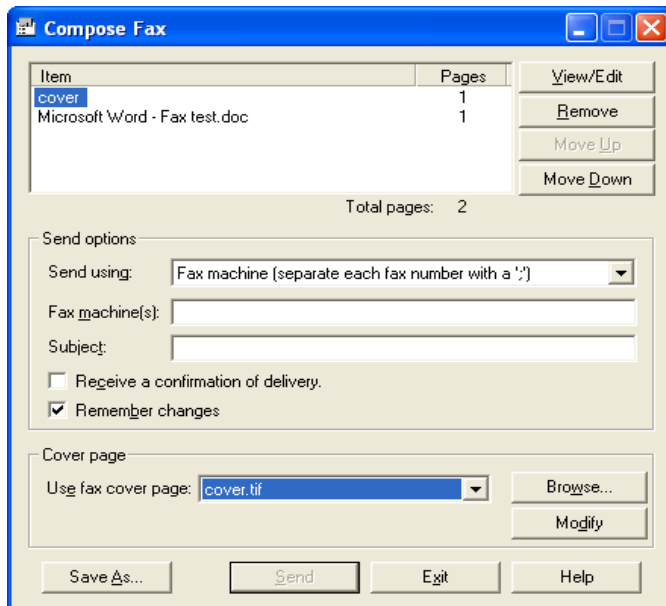 Compose Fax
Item Pages
cover 1
Microsoft Word - Fax test.doc 1
View/Edit
Remove
Move Up
Move Down
Total pages: 2
Send options
Send using: Fax machine (separate each fax number with a ';')
Fax machine(s):
Subject:
Receive a confirmation of delivery.
Remember changes
Cover page
Use fax cover page: cover.tif
Browse...
Modify
Save As... Send Exit Help